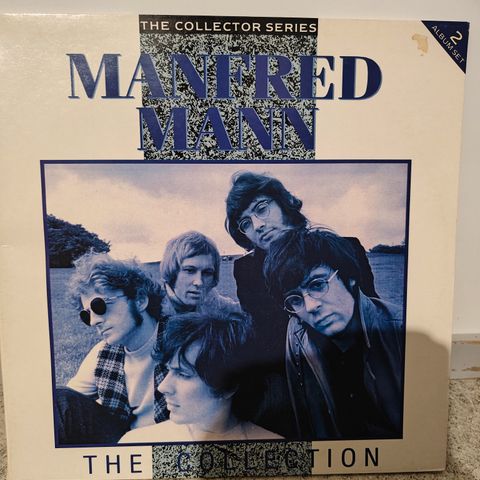 THE COLLECTOR SERIES
2
ALBUM SET
MANFRED
MANN
THE COLLECTION